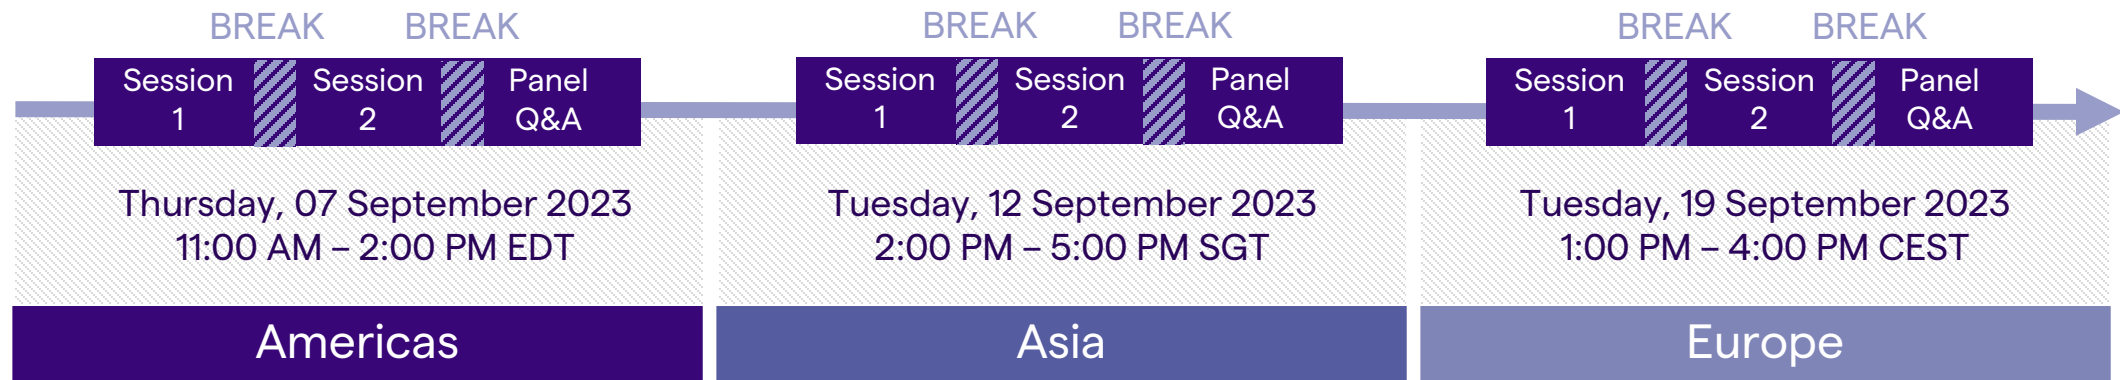 BREAK BREAK
Session
1
Session
2
Panel
Q&A
Thursday, 07 September 2023
11:00 AM – 2:00 PM EDT
Americas
BREAK BREAK
Session
1
Session
2
Panel
Q&A
Tuesday, 12 September 2023
2:00 PM – 5:00 PM SGT
Asia
BREAK BREAK
Session
1
Session
2
Panel
Q&A
Tuesday, 19 September 2023
1:00 PM – 4:00 PM CEST
Europe